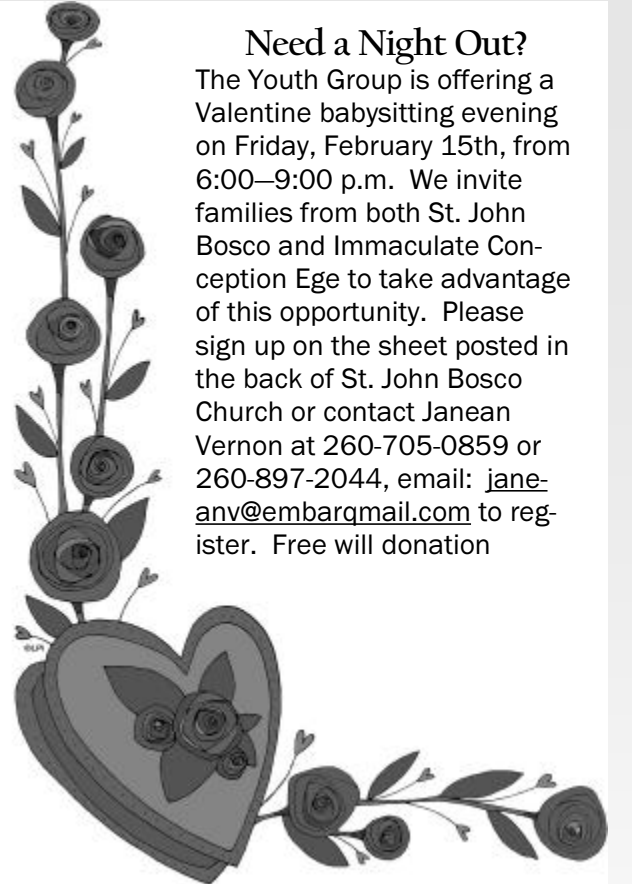 Need a Night Out?
The Youth Group is offering a
Valentine babysitting evening
on Friday, February 15th, from
6:00—9:00 p.m.  We invite
families from both St. John
Bosco and Immaculate Con-
ception Ege to take advantage
of this opportunity.  Please
sign up on the sheet posted in
the back of St. John Bosco
Church or contact Janean
Vernon at 260-705-0859 or
260-897-2044, email:  jane-
anv@embarqmail.com to reg-
ister.  Free will donation
©LPi